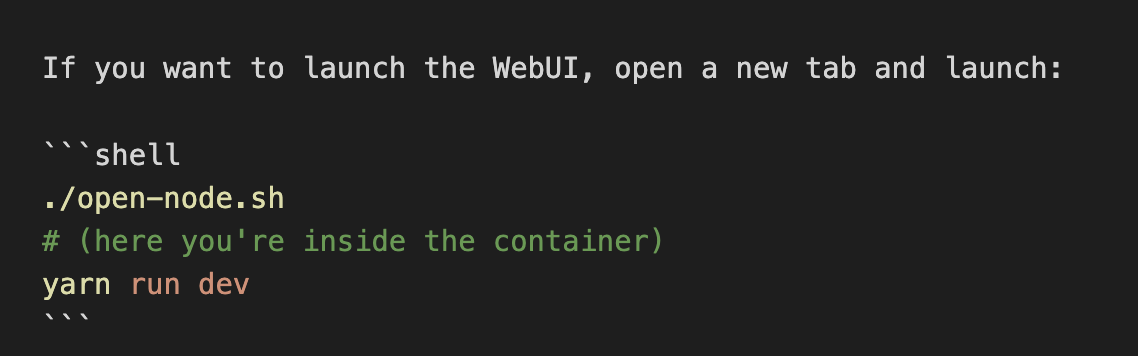 If you want to launch the WebUI, open a new tab and launch:
```shell
./open-node.sh
# (here you're inside the container)
yarn run dev
```